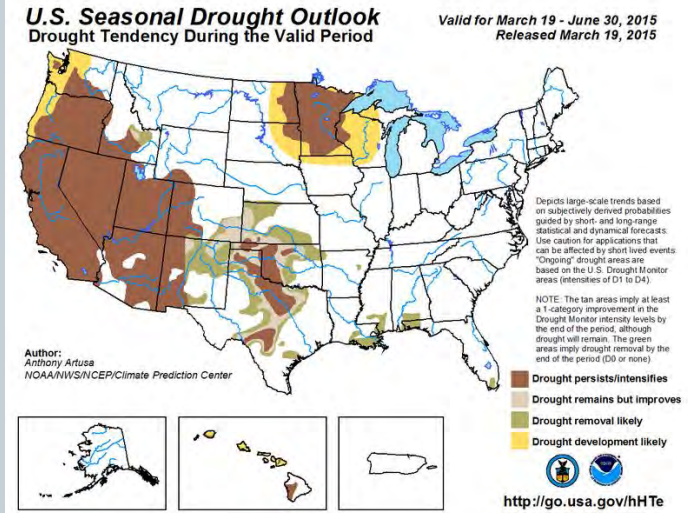 U.S. Seasonal Drought Outlook
Drought Tendency During the Valid Period
Valid for March 19 - June 30, 2015
Released March 19, 2015
Depicts large-scale trends based
on subjectively derived probabilities
guided by short- and long-range
statistical and dynamical forecasts.
Use caution for applications that
can be affected by short lived events.
"Ongoing" drought areas are
based on the U.S. Drought Monitor
areas (intensities of D1 to D4).
NOTE: The tan areas imply at least
a 1-category improvement in the
Drought Monitor intensity levels by
the end of the period, although
drought will remain. The green
areas imply drought removal by the
end of the period (D0 or none)
Author:
Anthony Artusa
NOAA/NWS/NCEP/Climate Prediction Center
Drought persists/intensifies
Drought remains but improves
Drought removal likely
Drought development likely
http://go.usa.gov/hHTe